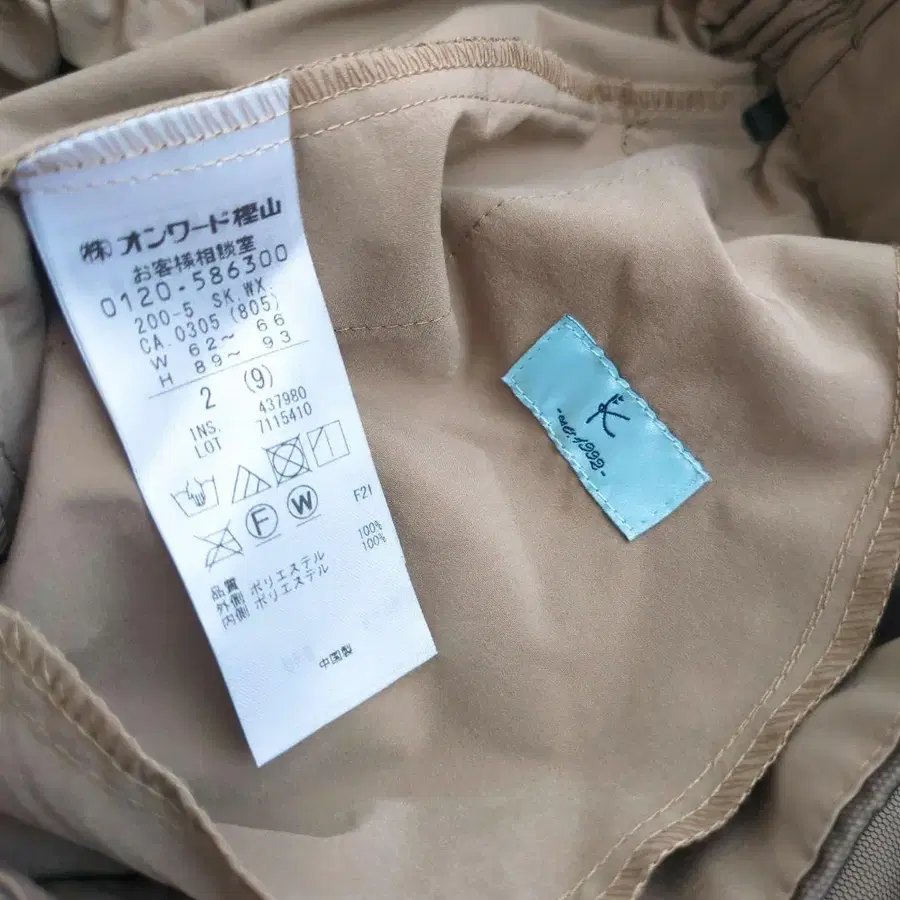 (株)オンワード樫山
お客様相談室
0120-586300
200-5 SK.WX.
CA.0305 (805)
W 62～ 66
H 89～ 93
2 (9)
INS. 437980
LOT 7115410
F W
F21
品質
外側 ポリエステル 100%
内側 ポリエステル 100%
中国製
K
-est.1992-